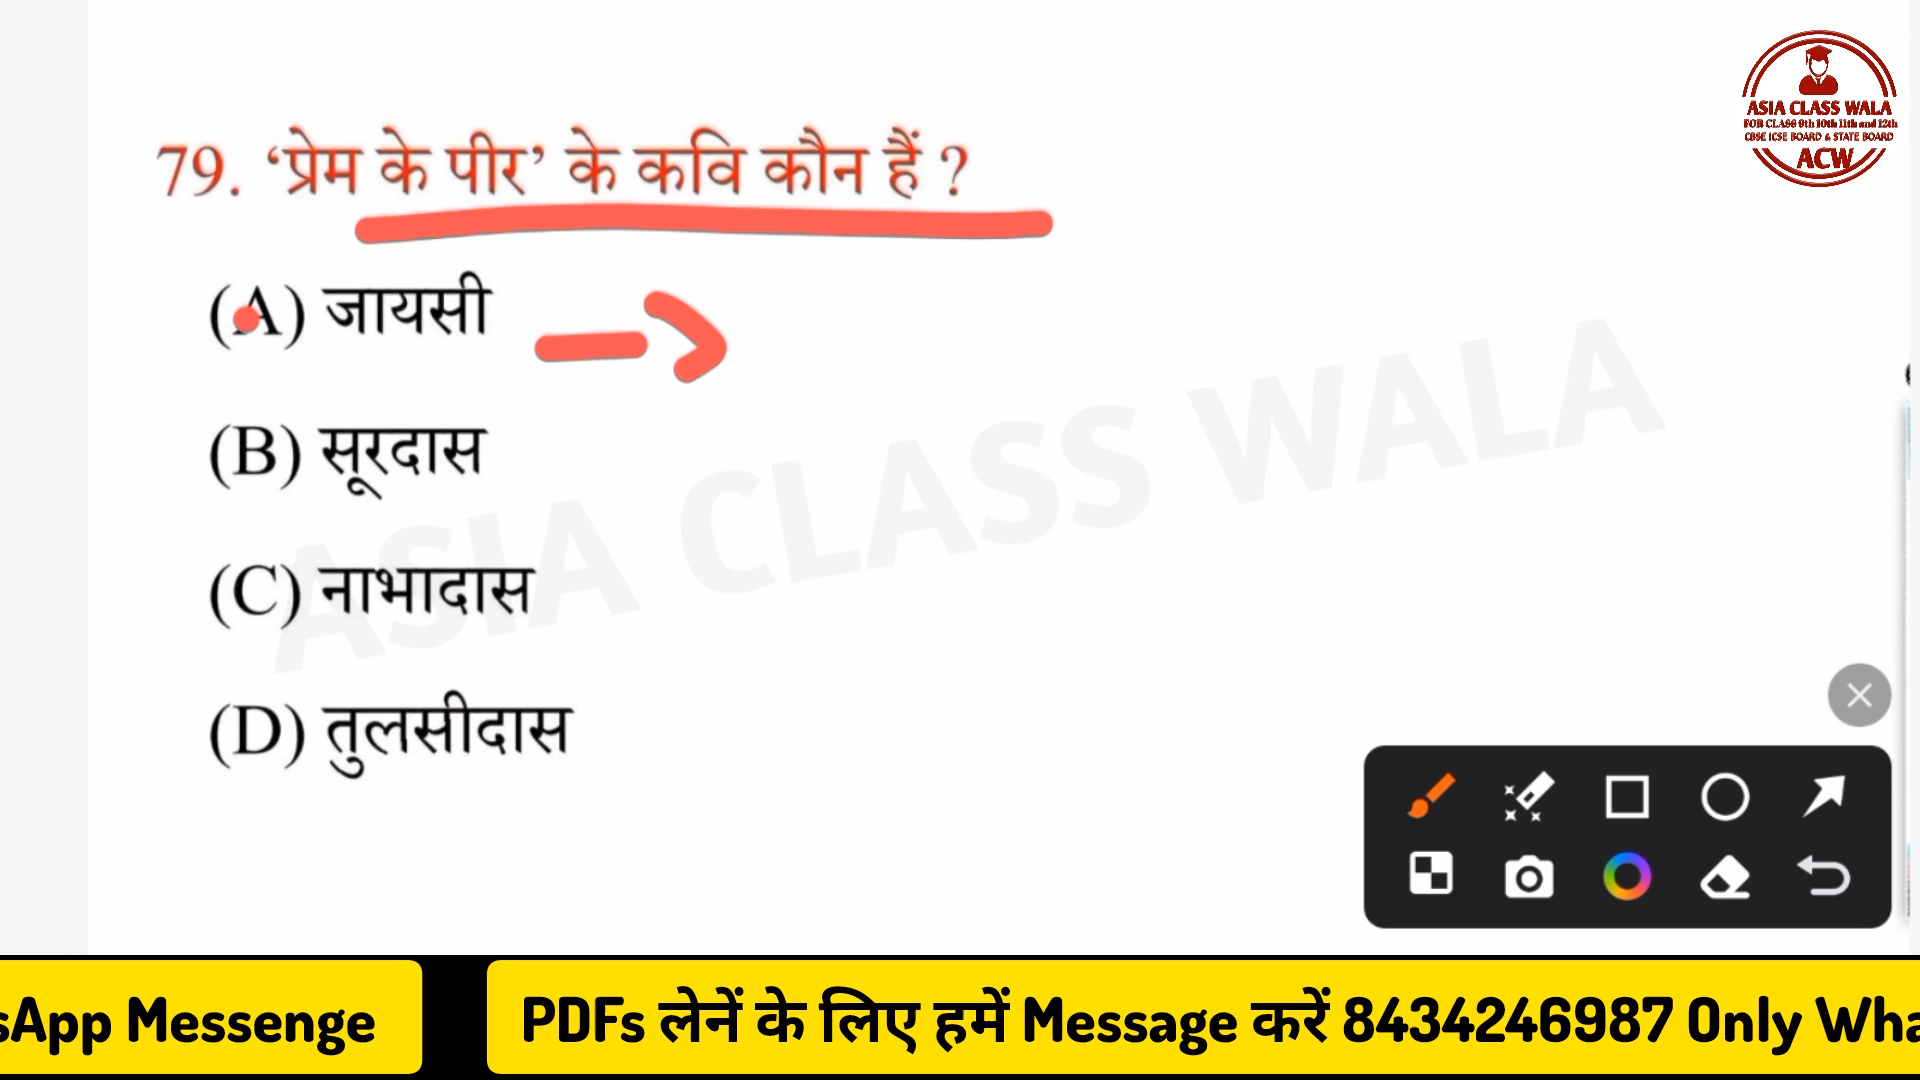 ASIA CLASS WALA
FOR CLASS 9th 10th 11th and 12th
CBSE ICSE BOARD & STATE BOARD
ACW
79. ‘प्रेम के पीर’ के कवि कौन हैं ?
(A) जायसी
(B) सूरदास
(C) नाभादास
(D) तुलसीदास
ASIA CLASS WALA
sApp Messenge
PDFs लेनें के लिए हमें Message करें 8434246987 Only Wha